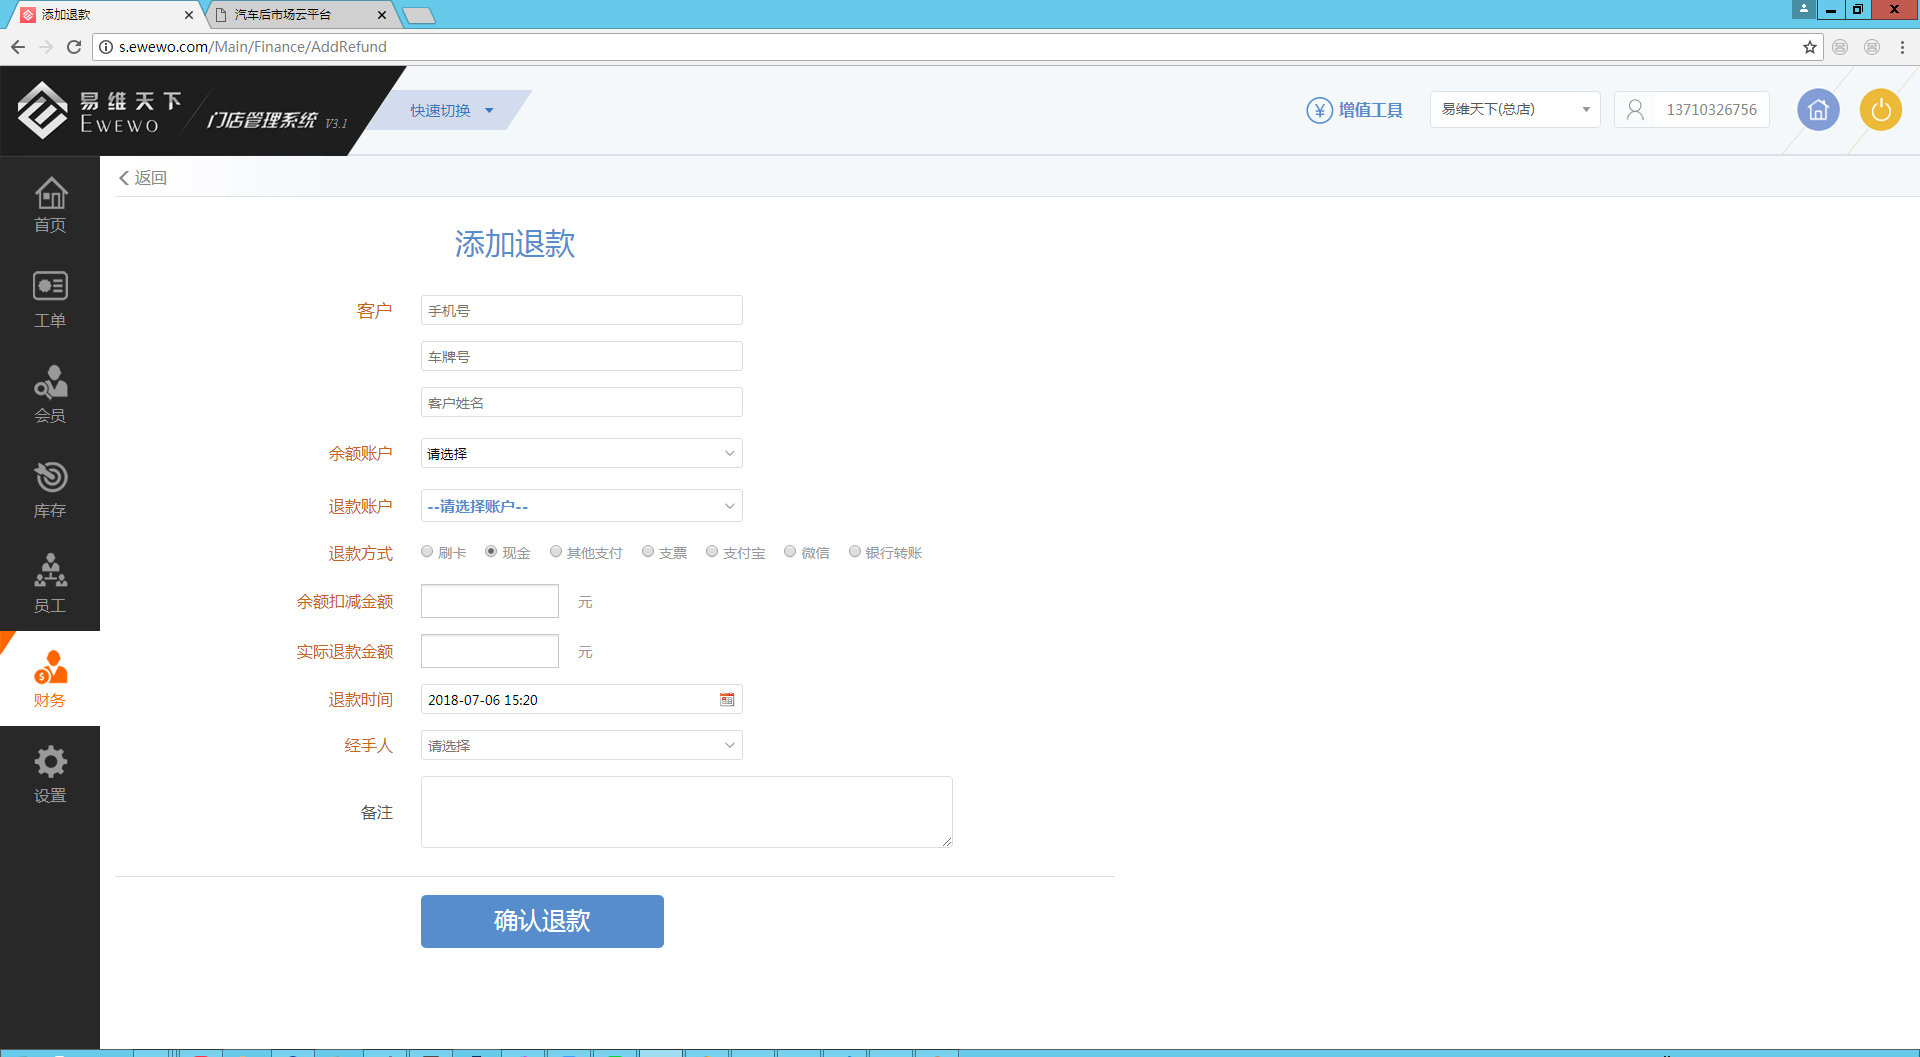 添加退款
汽车后市场云平台
s.ewewo.com/Main/Finance/AddRefund
易维天下
EWEWO
门店管理系统 V3.1
快速切换
增值工具
易维天下(总店)
13710326756
首页
工单
会员
库存
员工
财务
设置
返回
添加退款
客户
手机号
车牌号
客户姓名
余额账户 请选择
退款账户 --请选择账户--
退款方式 刷卡 现金 其他支付 支票 支付宝 微信 银行转账
余额扣减金额 元
实际退款金额 元
退款时间 2018-07-06 15:20
经手人 请选择
备注
确认退款